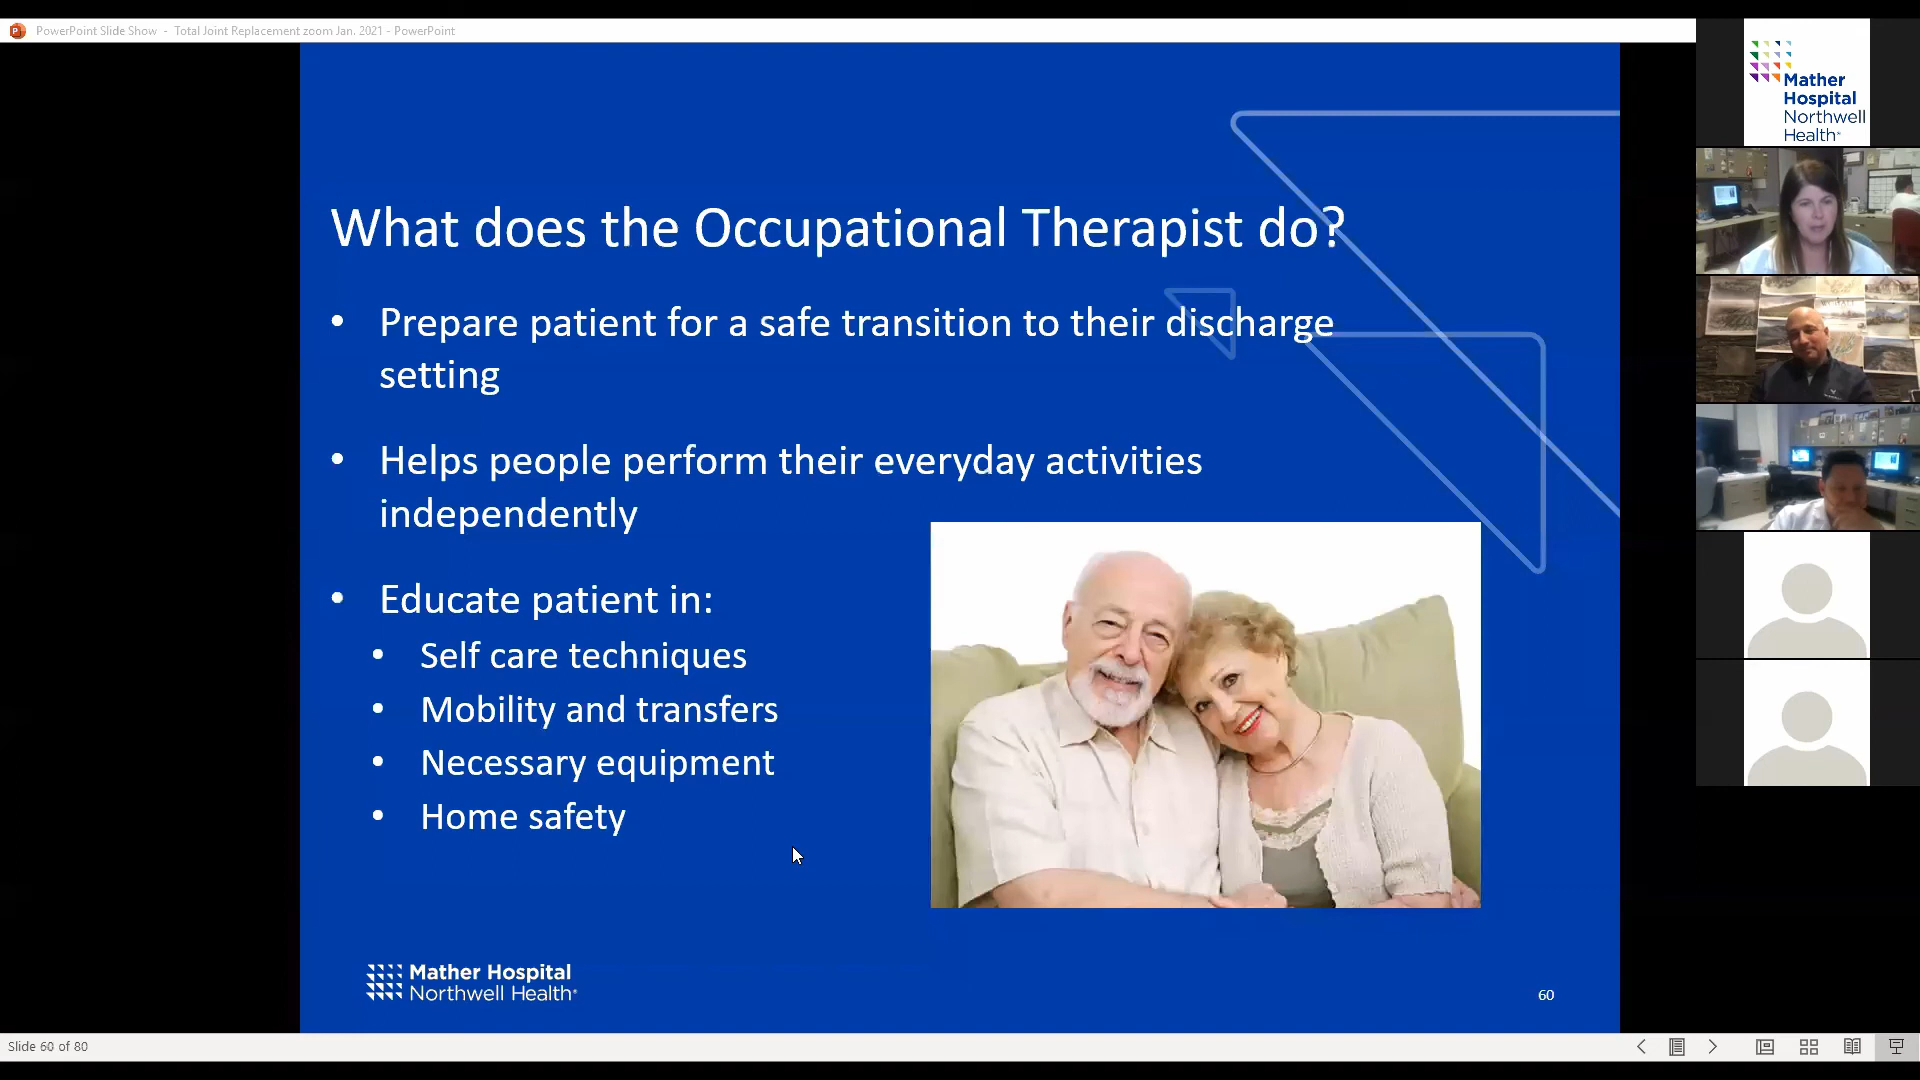 PowerPoint Slide Show - Total Joint Replacement zoom Jan. 2021 - PowerPoint
Mather
Hospital
Northwell
Health®
What does the Occupational Therapist do?
• Prepare patient for a safe transition to their discharge
setting
• Helps people perform their everyday activities
independently
• Educate patient in:
• Self care techniques
• Mobility and transfers
• Necessary equipment
• Home safety
Mather Hospital
Northwell Health®
60
Slide 60 of 80